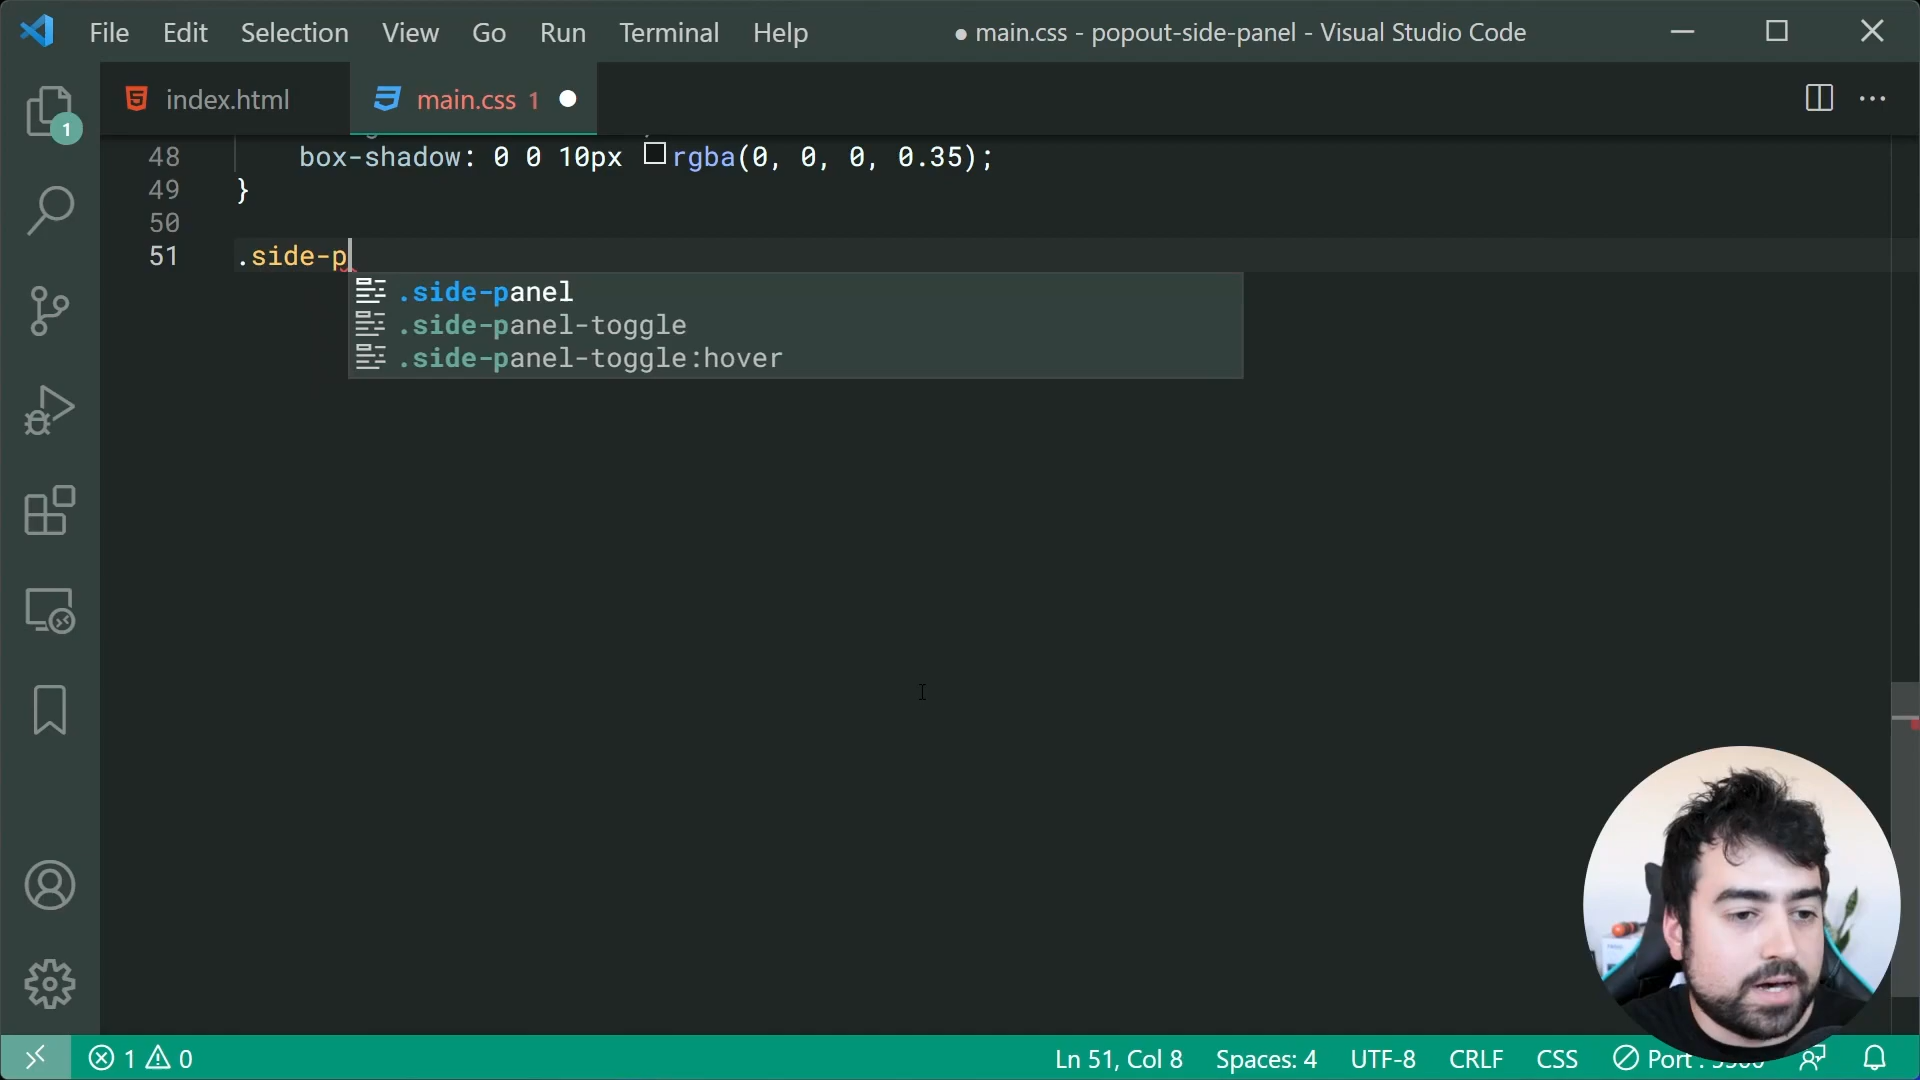 File Edit Selection View Go Run Terminal Help ● main.css - popout-side-panel - Visual Studio Code
index.html main.css 1
1
48 box-shadow: 0 0 10px rgba(0, 0, 0, 0.35);
49 }
50
51 .side-p
.side-panel
.side-panel-toggle
.side-panel-toggle:hover
1 0 Ln 51, Col 8 Spaces: 4 UTF-8 CRLF CSS Port :